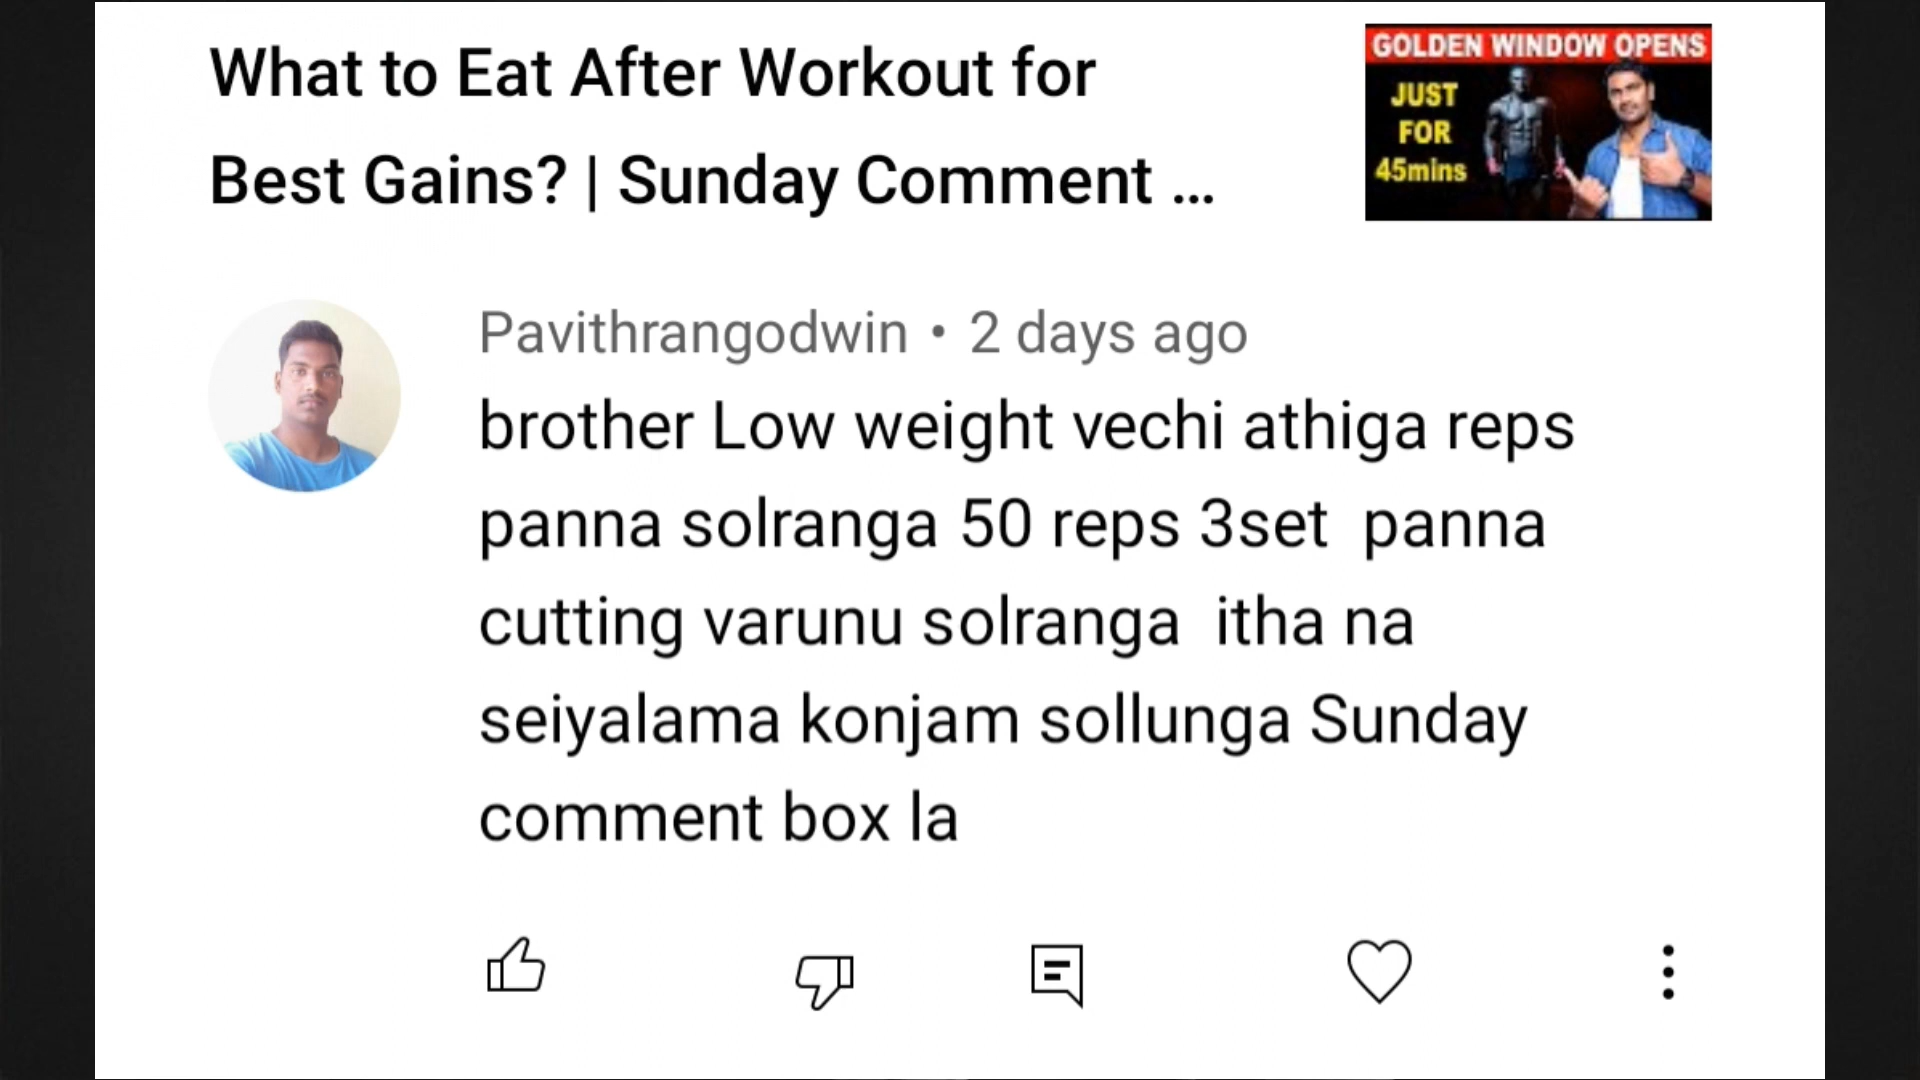 What to Eat After Workout for
Best Gains? | Sunday Comment ...
GOLDEN WINDOW OPENS
JUST
FOR
45mins
Pavithrangodwin • 2 days ago
brother Low weight vechi athiga reps
panna solranga 50 reps 3set panna
cutting varunu solranga itha na
seiyalama konjam sollunga Sunday
comment box la